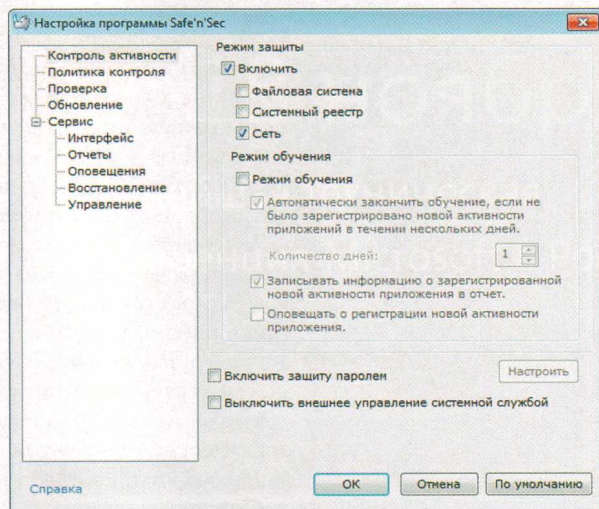 Настройка программы Safe'n'Sec
Контроль активности
Политика контроля
Проверка
Обновление
Сервис
Интерфейс
Отчеты
Оповещения
Восстановление
Управление
Режим защиты
Включить
Файловая система
Системный реестр
Сеть
Режим обучения
Режим обучения
Автоматически закончить обучение, если не
было зарегистрировано новой активности
приложений в течении нескольких дней.
Количество дней:
1
Записывать информацию о зарегистрированной
новой активности приложения в отчет.
Оповещать о регистрации новой активности
приложения.
Включить защиту паролем
Настроить
Выключить внешнее управление системной службой
Справка
ОК
Отмена
По умолчанию